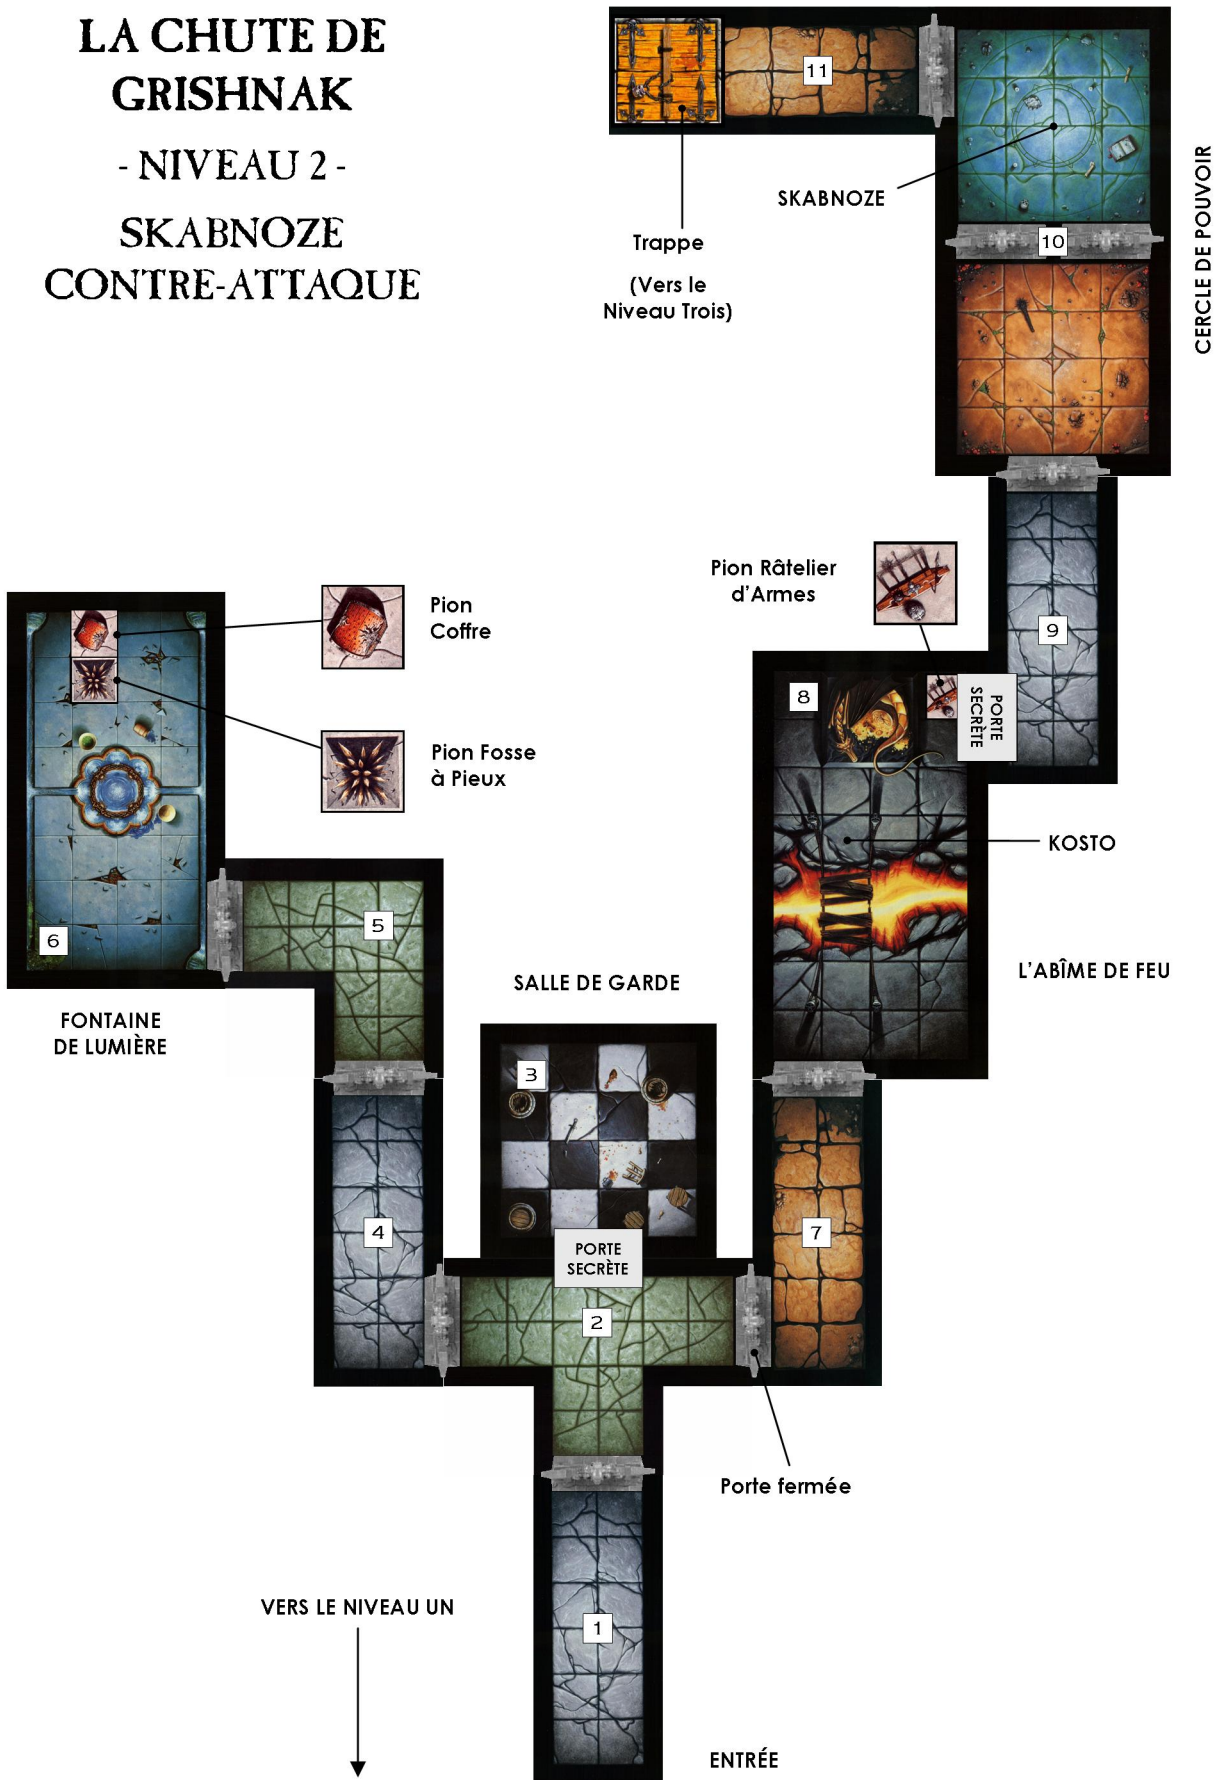 LA CHUTE DE
GRISHNAK
- NIVEAU 2 -
SKABNOZE
CONTRE-ATTAQUE
11
SKABNOZE
Trappe
(Vers le
Niveau Trois)
10
CERCLE DE POUVOIR
Pion Râtelier
d'Armes
9
Pion
Coffre
8
PORTE
SECRÈTE
Pion Fosse
à Pieux
KOSTO
5
6
SALLE DE GARDE
L'ABÎME DE FEU
FONTAINE
DE LUMIÈRE
3
4
7
PORTE
SECRÈTE
2
Porte fermée
VERS LE NIVEAU UN
1
ENTRÉE